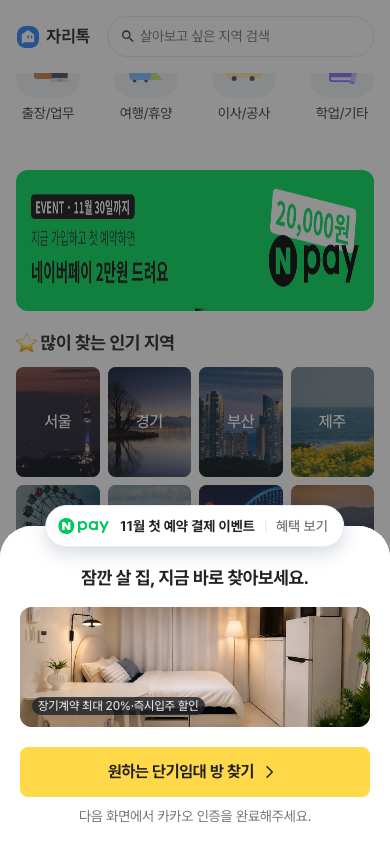 자리톡
살아보고 싶은 지역 검색
출장/업무
여행/휴양
이사/공사
학업/기타
EVENT · 11월 30일까지
지금 가입하고 첫 예약하면
네이버페이 2만원 드려요
20,000원
N pay
많이 찾는 인기 지역
서울
경기
부산
제주
N pay 11월 첫 예약 결제 이벤트 혜택 보기
잠깐 살 집, 지금 바로 찾아보세요.
장기계약 최대 20%·즉시입주 할인
원하는 단기임대 방 찾기
다음 화면에서 카카오 인증을 완료해주세요.